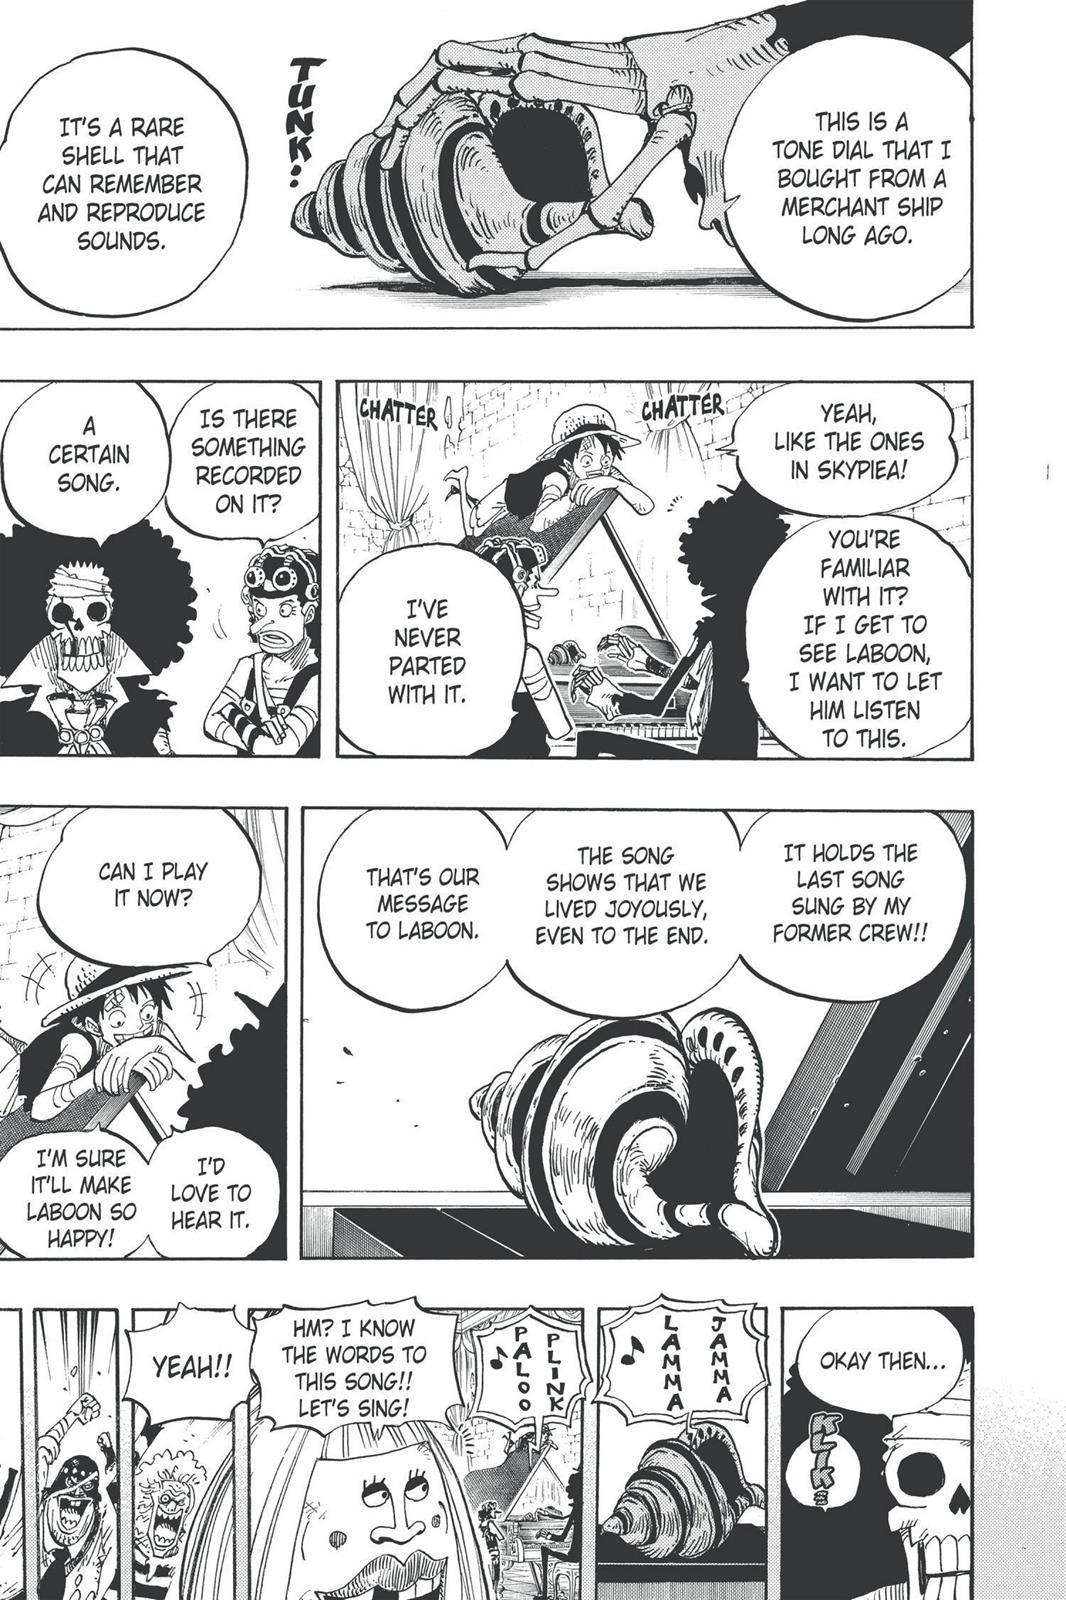 THIS IS A
TONE DIAL THAT I
BOUGHT FROM A
MERCHANT SHIP
LONG AGO.
TUNK..
IT'S A RARE
SHELL THAT
CAN REMEMBER
AND REPRODUCE
SOUNDS.
YEAH,
LIKE THE ONES
IN SKYPIEA!
CHATTER
CHATTER
YOU'RE
FAMILIAR
WITH IT?
IF I GET TO
SEE LABOON,
I WANT TO LET
HIM LISTEN
TO THIS.
I'VE
NEVER
PARTED
WITH IT.
IS THERE
SOMETHING
RECORDED
ON IT?
A
CERTAIN
SONG.
IT HOLDS THE
LAST SONG
SUNG BY MY
FORMER CREW!!
THE SONG
SHOWS THAT WE
LIVED JOYOUSLY,
EVEN TO THE END.
THAT'S OUR
MESSAGE
TO LABOON.
CAN I PLAY
IT NOW?
I'D
LOVE TO
HEAR IT.
I'M SURE
IT'LL MAKE
LABOON SO
HAPPY!
OKAY THEN...
KLIK
JAMMA
LAMMA
PLINK
PALOO
HM? I KNOW
THE WORDS TO
THIS SONG!!
LET'S SING!
YEAH!!